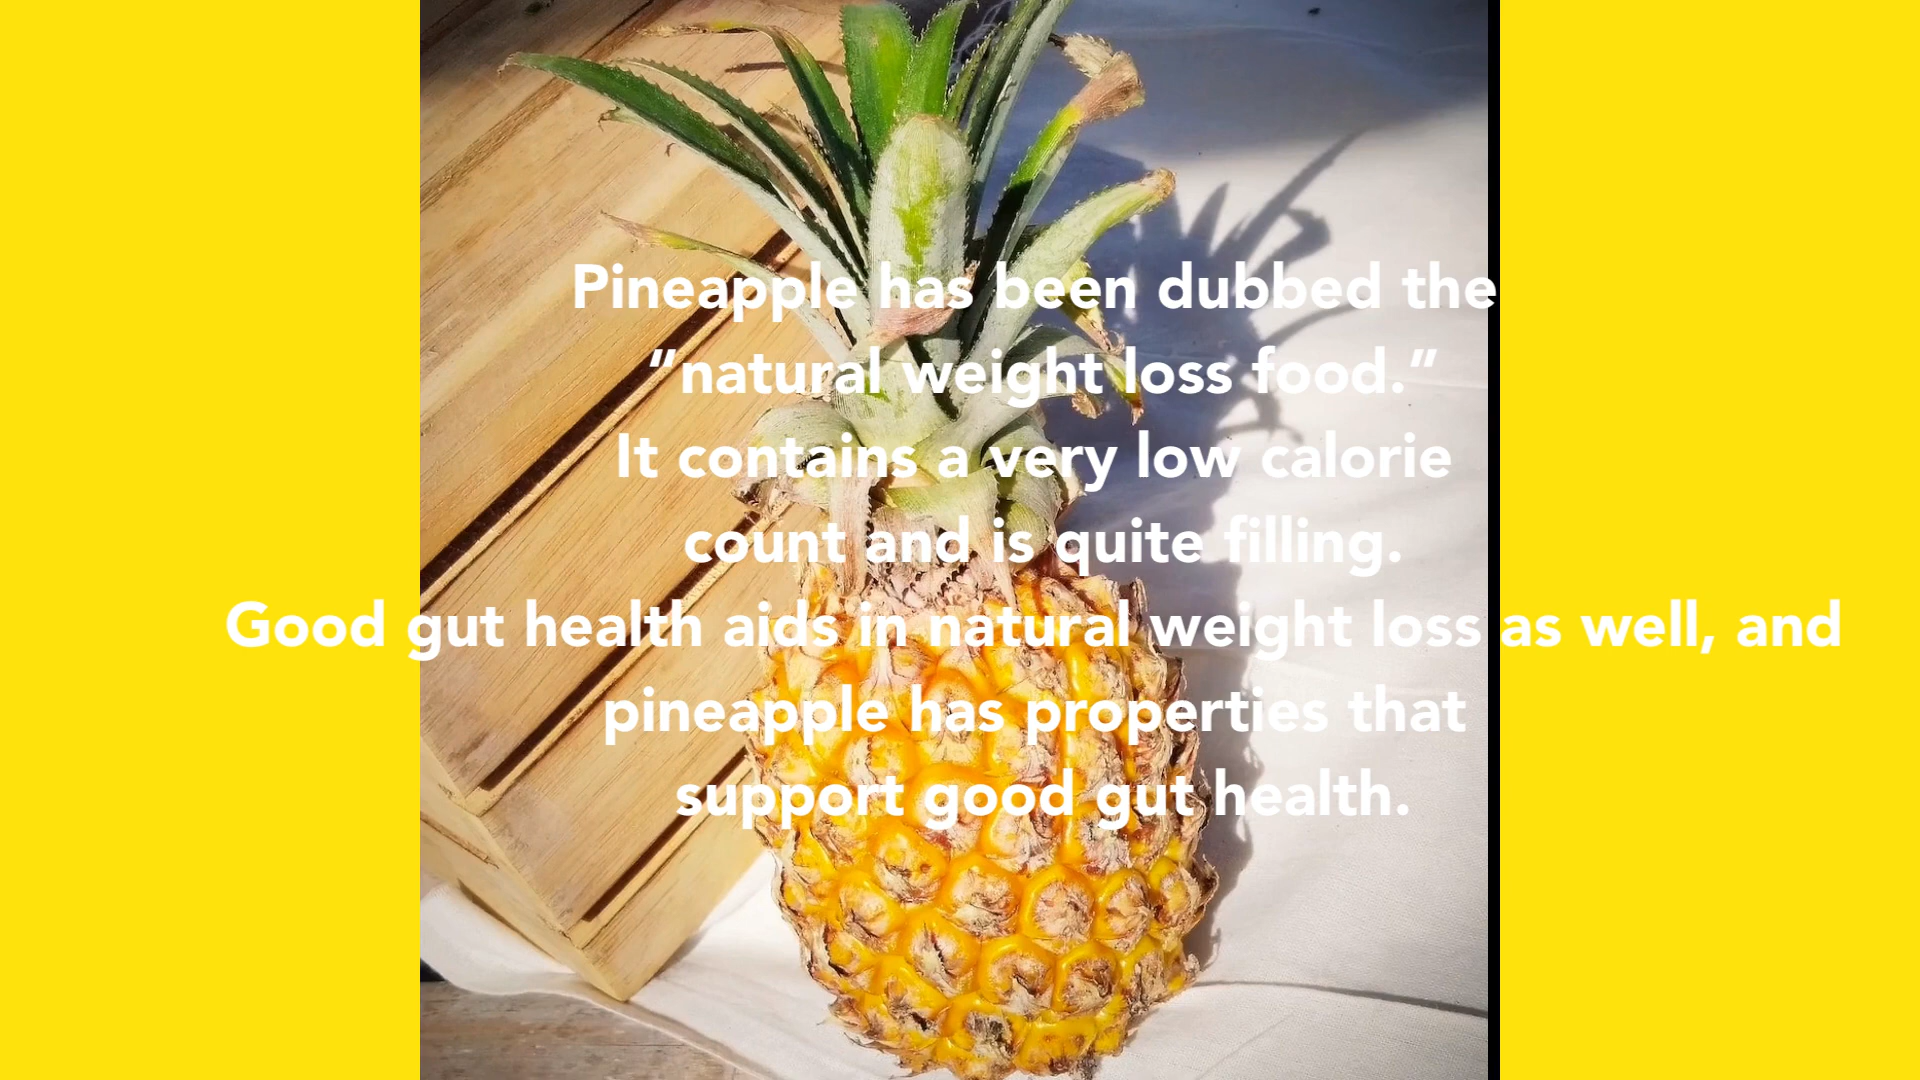 Pineapple has been dubbed the
“natural weight loss food.”
It contains a very low calorie
count and is quite filling.
Good gut health aids in natural weight loss as well, and
pineapple has properties that
support good gut health.